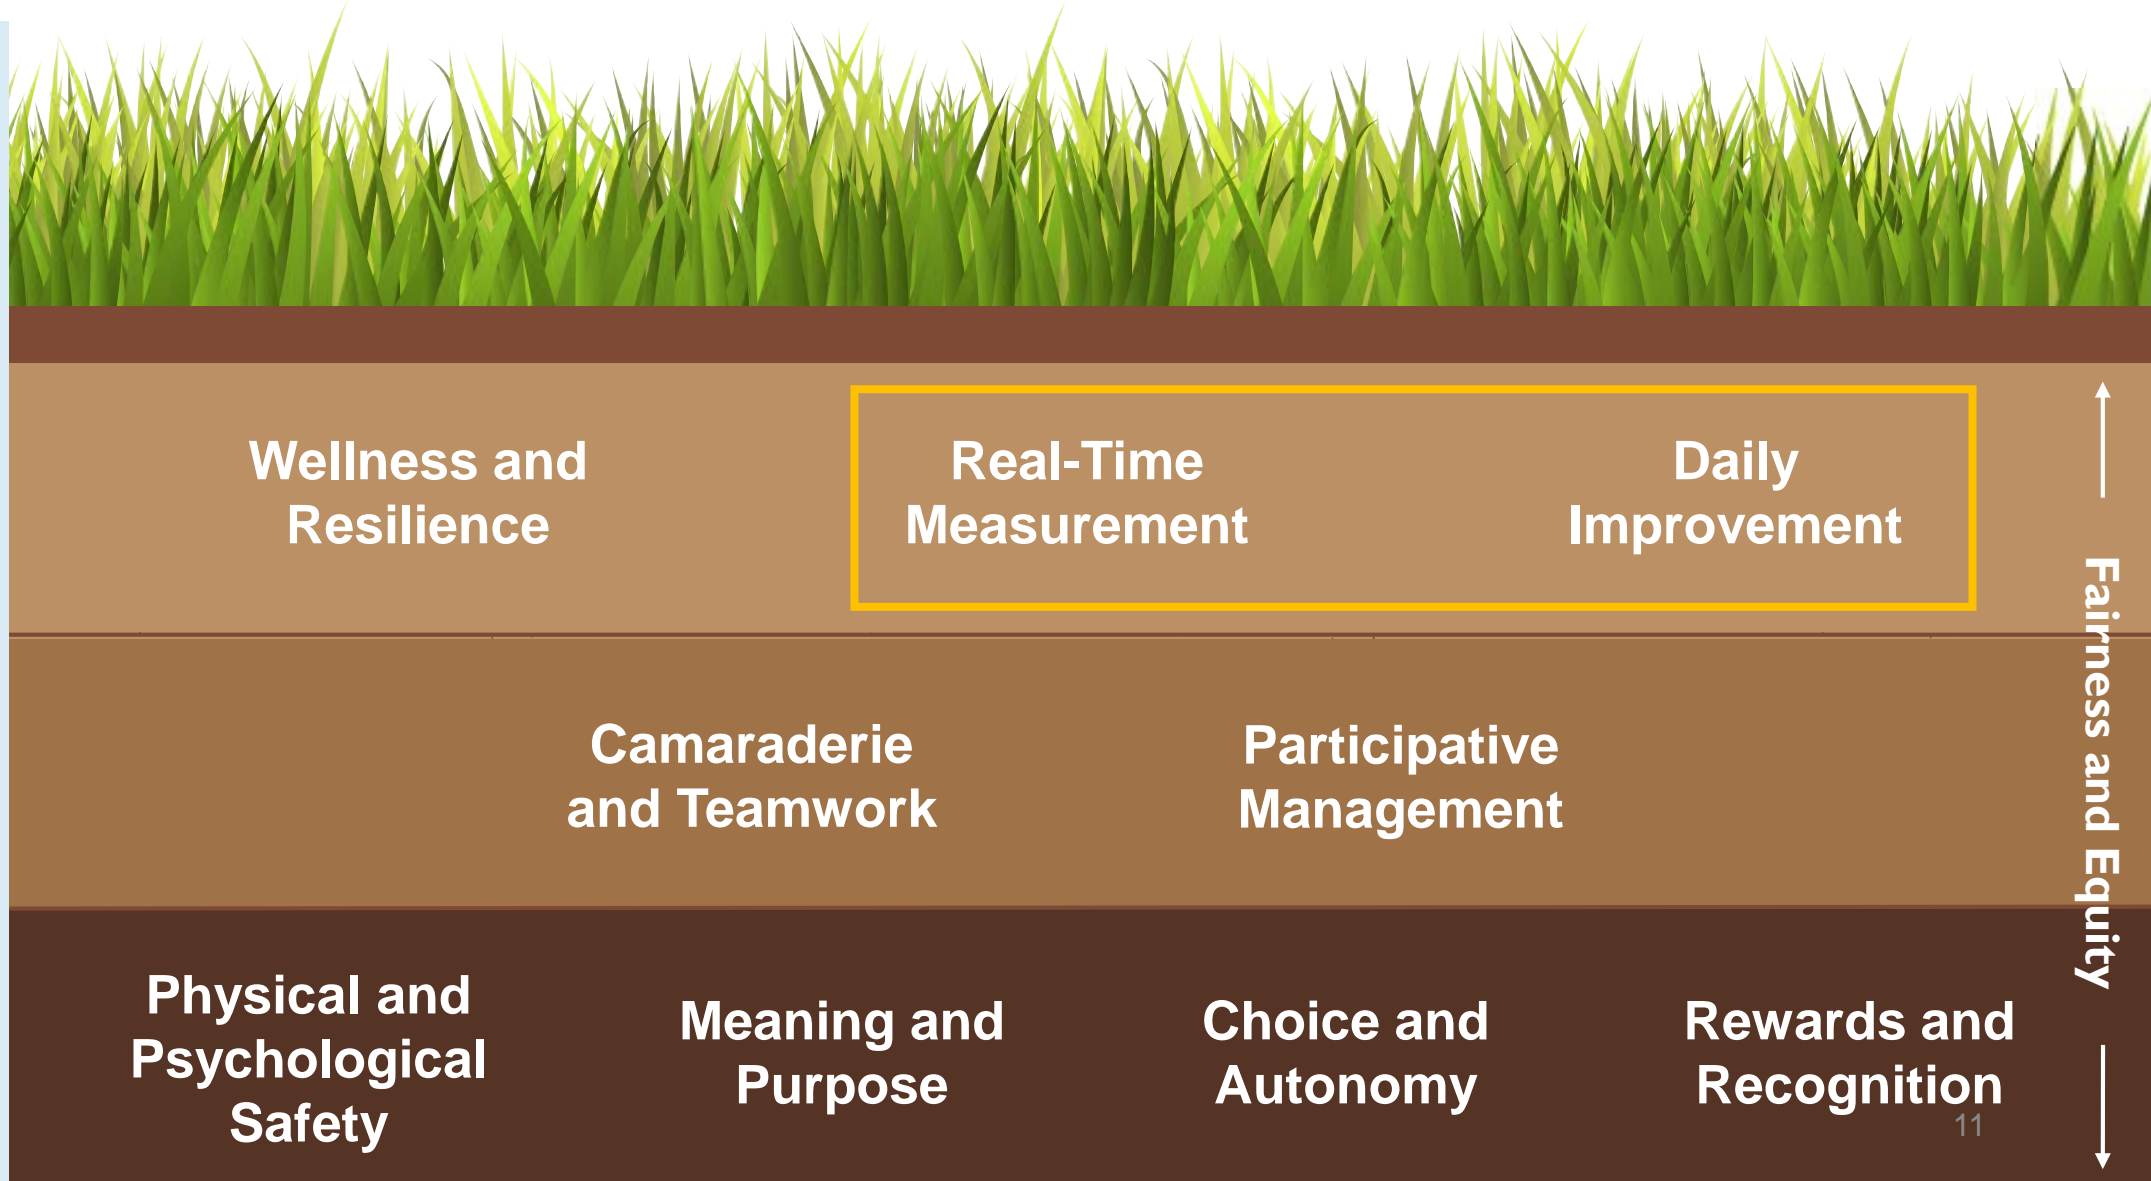 Wellness and
Resilience
Real-Time
Measurement
Daily
Improvement
Camaraderie
and Teamwork
Participative
Management
Physical and
Psychological
Safety
Meaning and
Purpose
Choice and
Autonomy
Rewards and
Recognition
Fairness and Equity
11